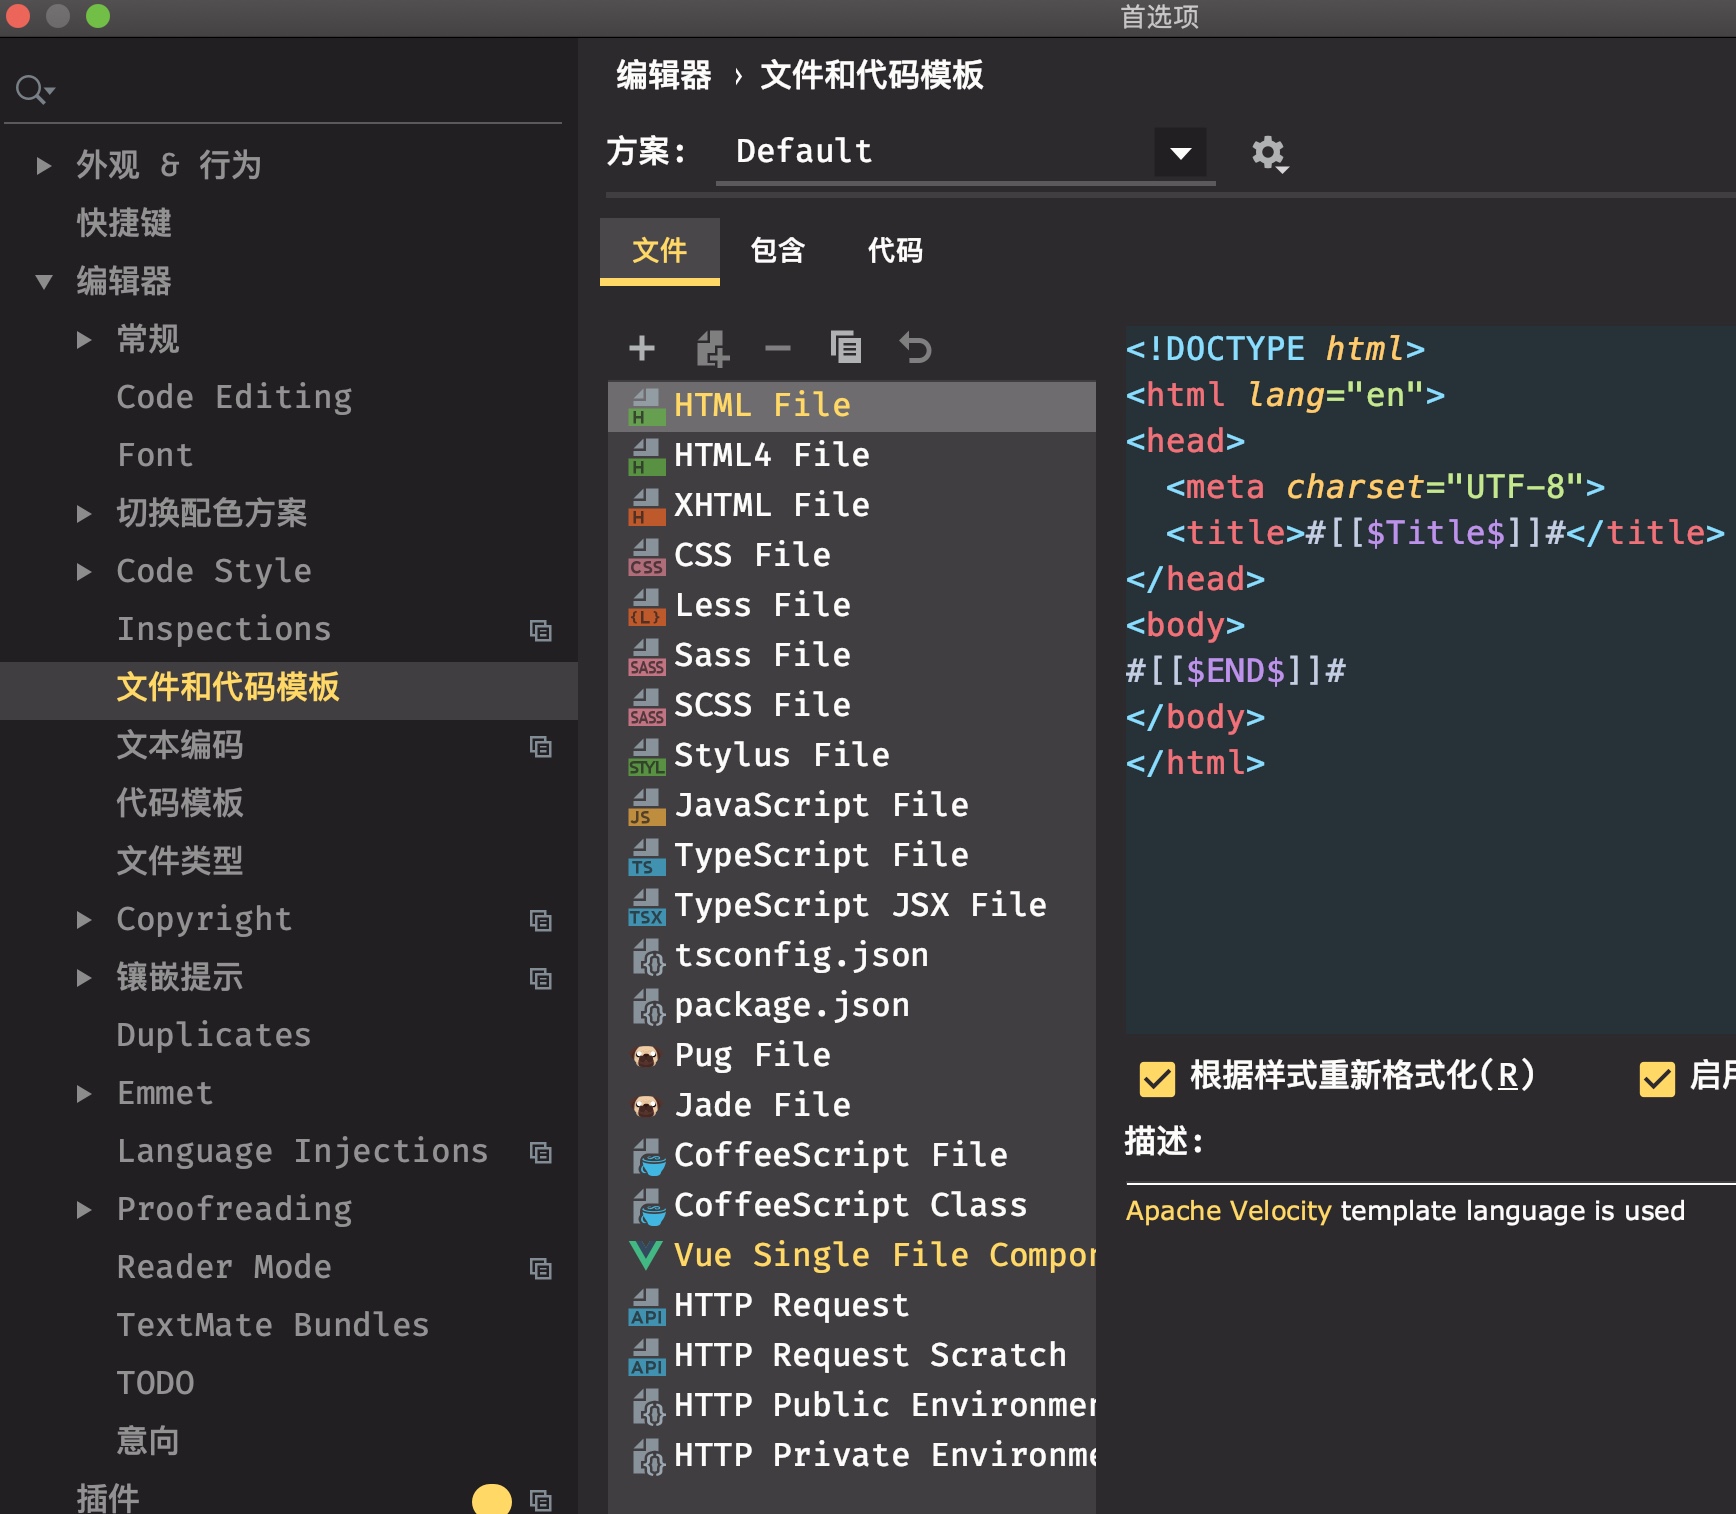 首选项
外观 & 行为
快捷键
编辑器
常规
Code Editing
Font
切换配色方案
Code Style
Inspections
文件和代码模板
文本编码
代码模板
文件类型
Copyright
镶嵌提示
Duplicates
Emmet
Language Injections
Proofreading
Reader Mode
TextMate Bundles
TODO
意向
插件
编辑器 › 文件和代码模板
方案: Default
文件 包含 代码
HTML File
HTML4 File
XHTML File
CSS File
Less File
Sass File
SCSS File
Stylus File
JavaScript File
TypeScript File
TypeScript JSX File
tsconfig.json
package.json
Pug File
Jade File
CoffeeScript File
CoffeeScript Class
Vue Single File Compon
HTTP Request
HTTP Request Scratch
HTTP Public Environmen
HTTP Private Environme
<!DOCTYPE html>
<html lang="en">
<head>
  <meta charset="UTF-8">
  <title>#[[$Title$]]#</title>
</head>
<body>
#[[$END$]]#
</body>
</html>
根据样式重新格式化(R) 启用
描述:
Apache Velocity template language is used